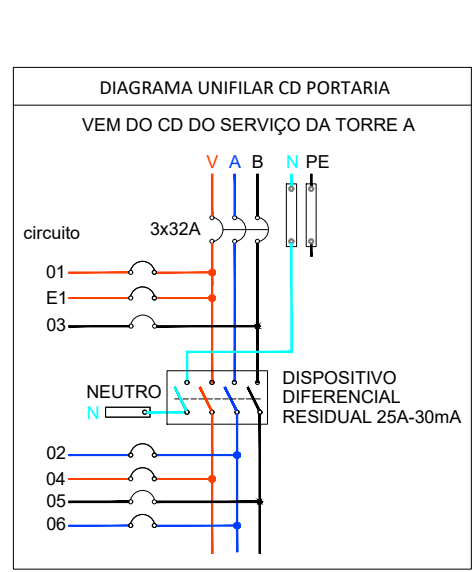 DIAGRAMA UNIFILAR CD PORTARIA
VEM DO CD DO SERVIÇO DA TORRE A
V A B N PE
circuito
3x32A
01
E1
03
NEUTRO
N
DISPOSITIVO
DIFERENCIAL
RESIDUAL 25A-30mA
02
04
05
06